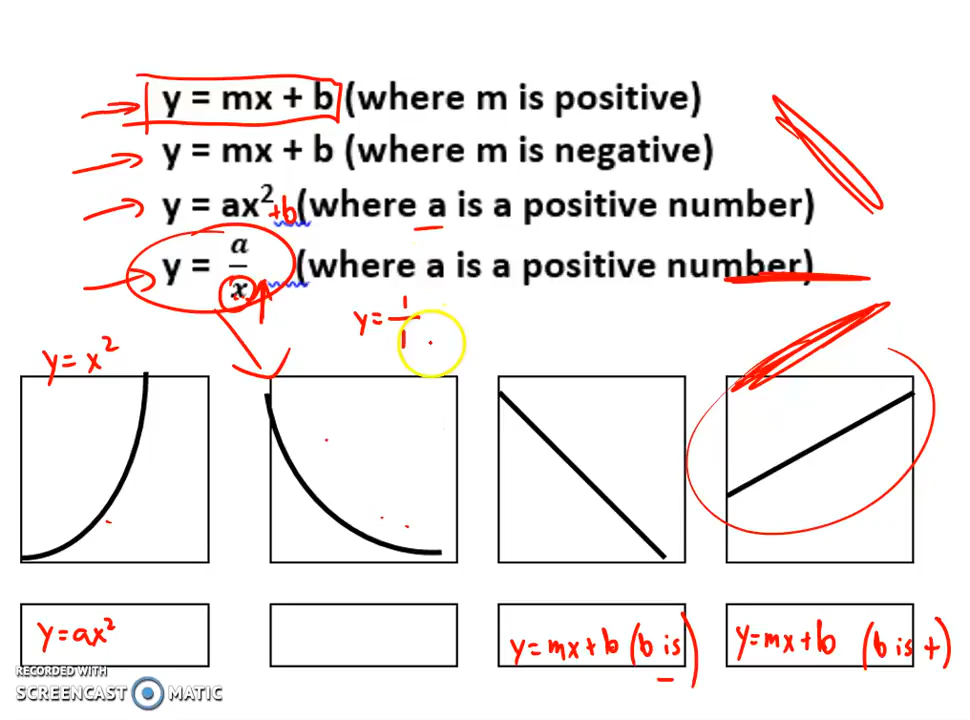 y = mx + b (where m is positive)
y = mx + b (where m is negative)
y = ax² +b (where a is a positive number)
y = a/x (where a is a positive number)
y = 1/1
y = x²
y = ax²
y = mx + b (b is -)
y = mx + b (b is +)
RECORDED WITH
SCREENCAST MATIC